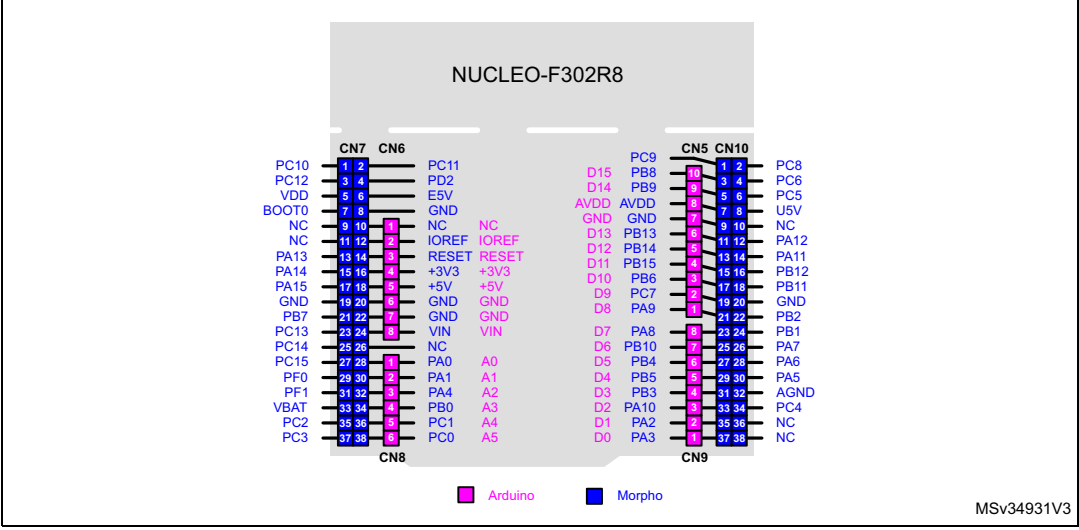 NUCLEO-F302R8
CN7 CN6 CN5 CN10
PC9
PC10 1 2 PC11 D15 PB8 10 1 2 PC8
PC12 3 4 PD2 D14 PB9 9 3 4 PC6
VDD 5 6 E5V AVDD AVDD 8 5 6 PC5
BOOT0 7 8 GND GND GND 7 7 8 U5V
NC 9 10 1 NC NC D13 PB13 6 9 10 NC
NC 11 12 2 IOREF IOREF D12 PB14 5 11 12 PA12
PA13 13 14 3 RESET RESET D11 PB15 4 13 14 PA11
PA14 15 16 4 +3V3 +3V3 D10 PB6 3 15 16 PB12
PA15 17 18 5 +5V +5V D9 PC7 2 17 18 PB11
GND 19 20 6 GND GND D8 PA9 1 19 20 GND
PB7 21 22 7 GND GND 21 22 PB2
PC13 23 24 8 VIN VIN D7 PA8 8 23 24 PB1
PC14 25 26 NC D6 PB10 7 25 26 PA7
PC15 27 28 1 PA0 A0 D5 PB4 6 27 28 PA6
PF0 29 30 2 PA1 A1 D4 PB5 5 29 30 PA5
PF1 31 32 3 PA4 A2 D3 PB3 4 31 32 AGND
VBAT 33 34 4 PB0 A3 D2 PA10 3 33 34 PC4
PC2 35 36 5 PC1 A4 D1 PA2 2 35 36 NC
PC3 37 38 6 PC0 A5 D0 PA3 1 37 38 NC
CN8 CN9
Arduino Morpho
MSv34931V3